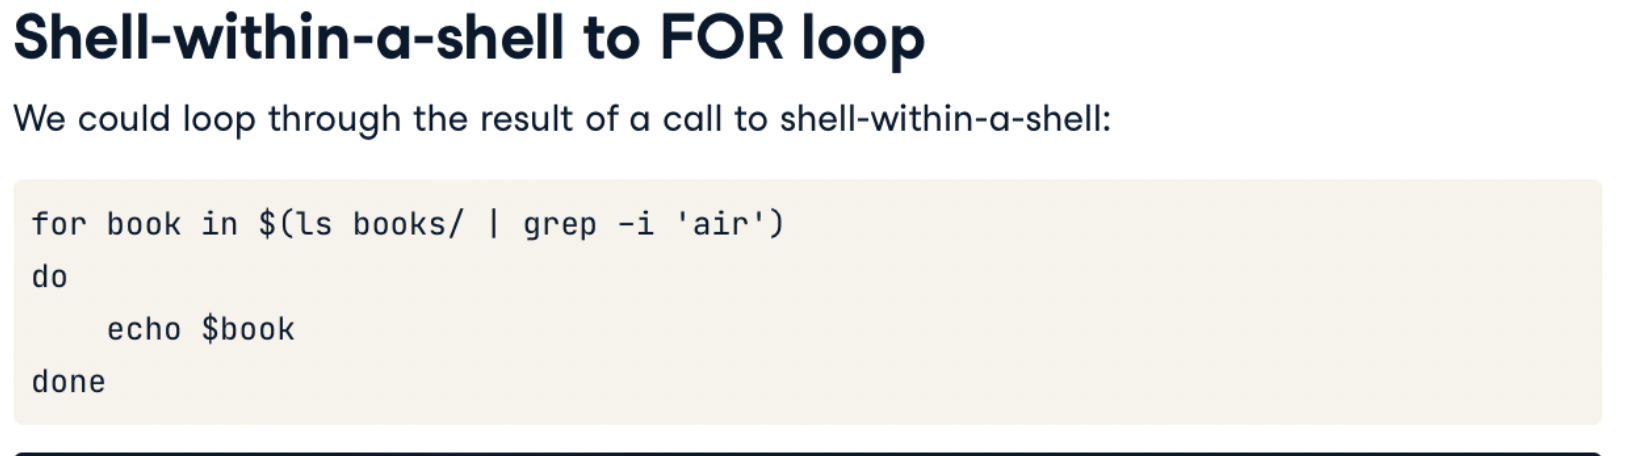 Shell-within-a-shell to FOR loop
We could loop through the result of a call to shell-within-a-shell:
for book in $(ls books/ | grep -i 'air')
do
    echo $book
done